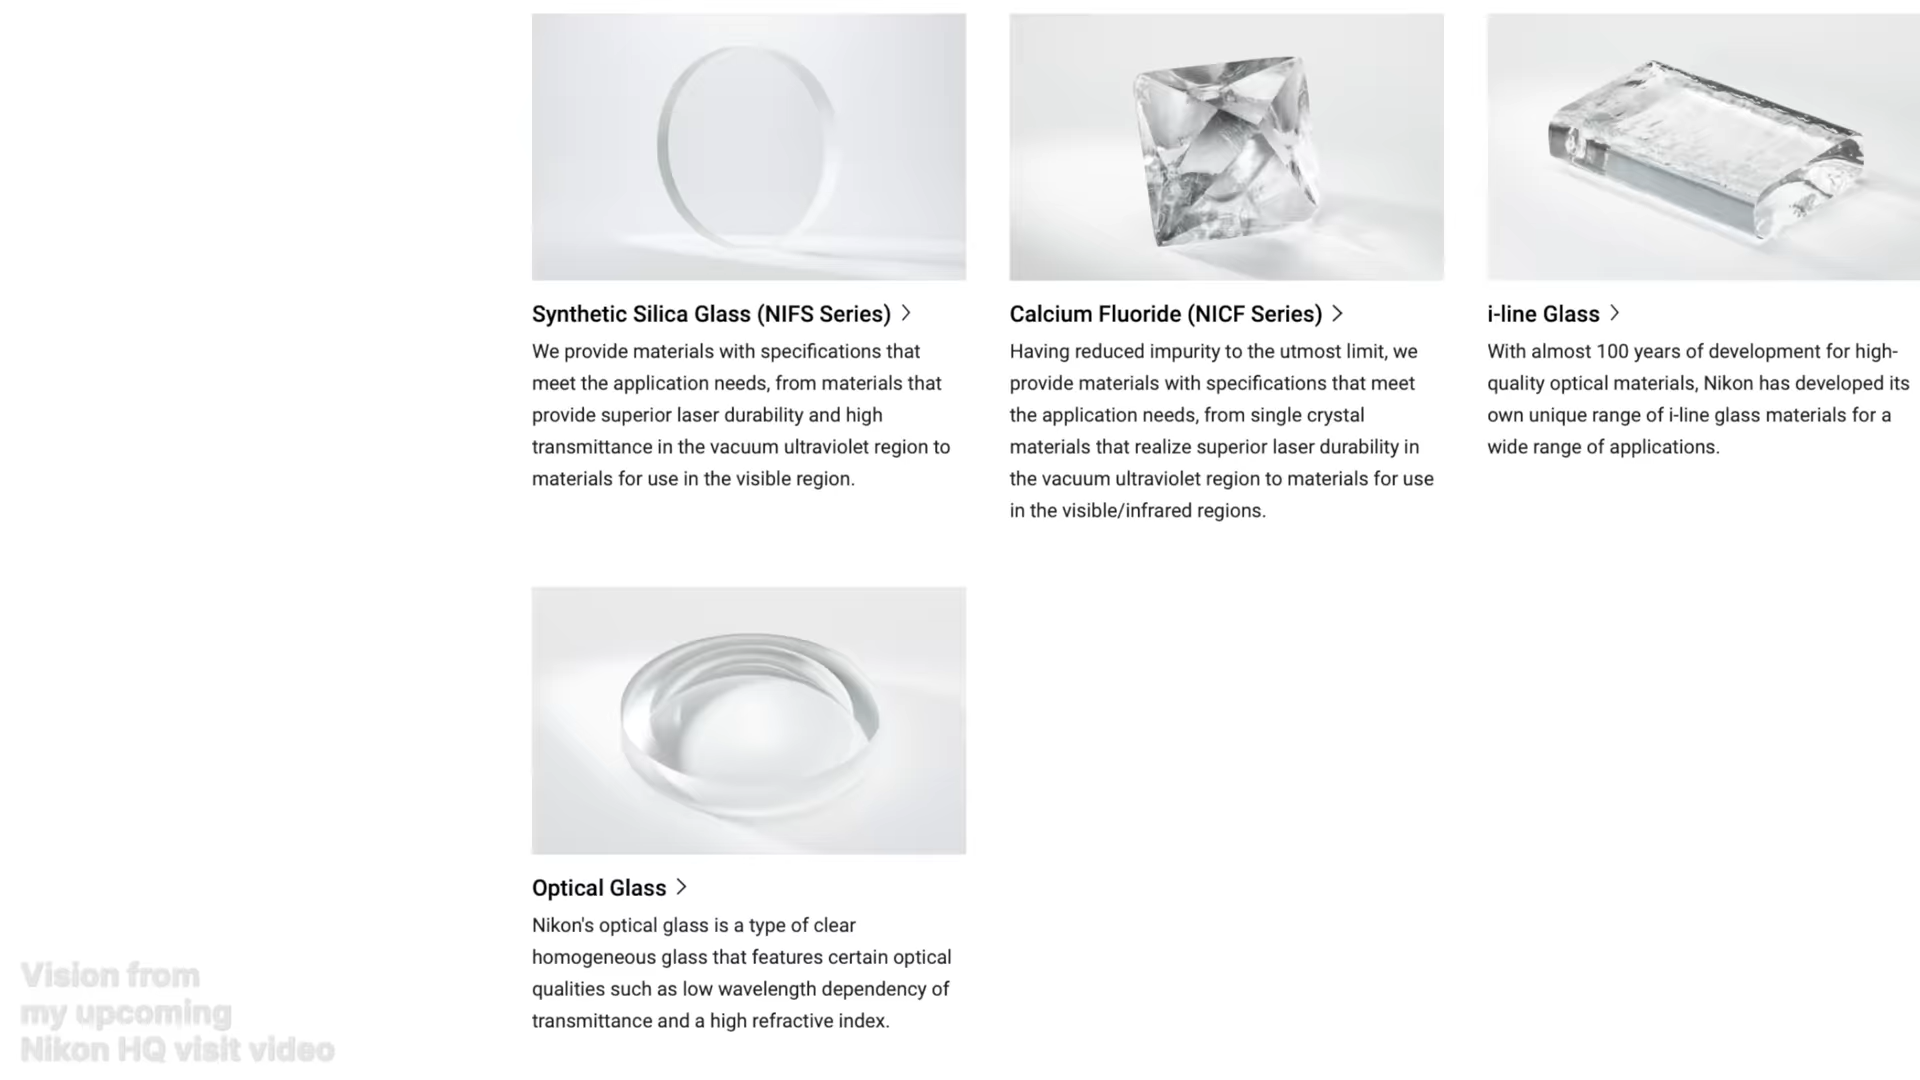 Synthetic Silica Glass (NIFS Series)
We provide materials with specifications that
meet the application needs, from materials that
provide superior laser durability and high
transmittance in the vacuum ultraviolet region to
materials for use in the visible region.
Calcium Fluoride (NICF Series)
Having reduced impurity to the utmost limit, we
provide materials with specifications that meet
the application needs, from single crystal
materials that realize superior laser durability in
the vacuum ultraviolet region to materials for use
in the visible/infrared regions.
i-line Glass
With almost 100 years of development for high-
quality optical materials, Nikon has developed its
own unique range of i-line glass materials for a
wide range of applications.
Optical Glass
Nikon's optical glass is a type of clear
homogeneous glass that features certain optical
qualities such as low wavelength dependency of
transmittance and a high refractive index.
Vision from
my upcoming
Nikon HQ visit video